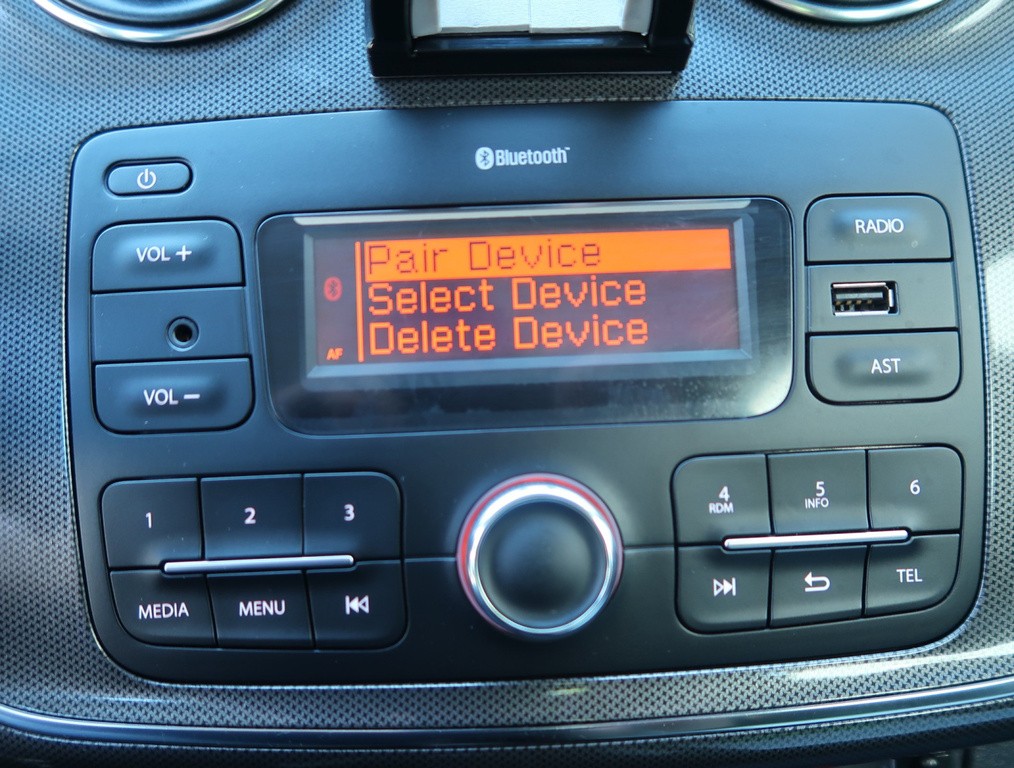 Bluetooth™
VOL +
RADIO
Pair Device
Select Device
Delete Device
AF
VOL −
AST
1
2
3
4
RDM
5
INFO
6
MEDIA
MENU
TEL